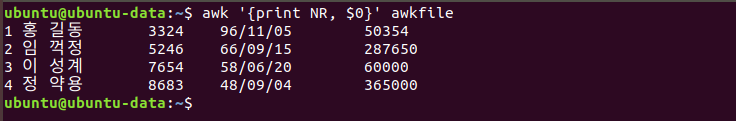 ubuntu@ubuntu-data:~$ awk '{print NR, $0}' awkfile
1 홍 길동 3324 96/11/05 50354
2 임 꺽정 5246 66/09/15 287650
3 이 성계 7654 58/06/20 60000
4 정 약용 8683 48/09/04 365000
ubuntu@ubuntu-data:~$